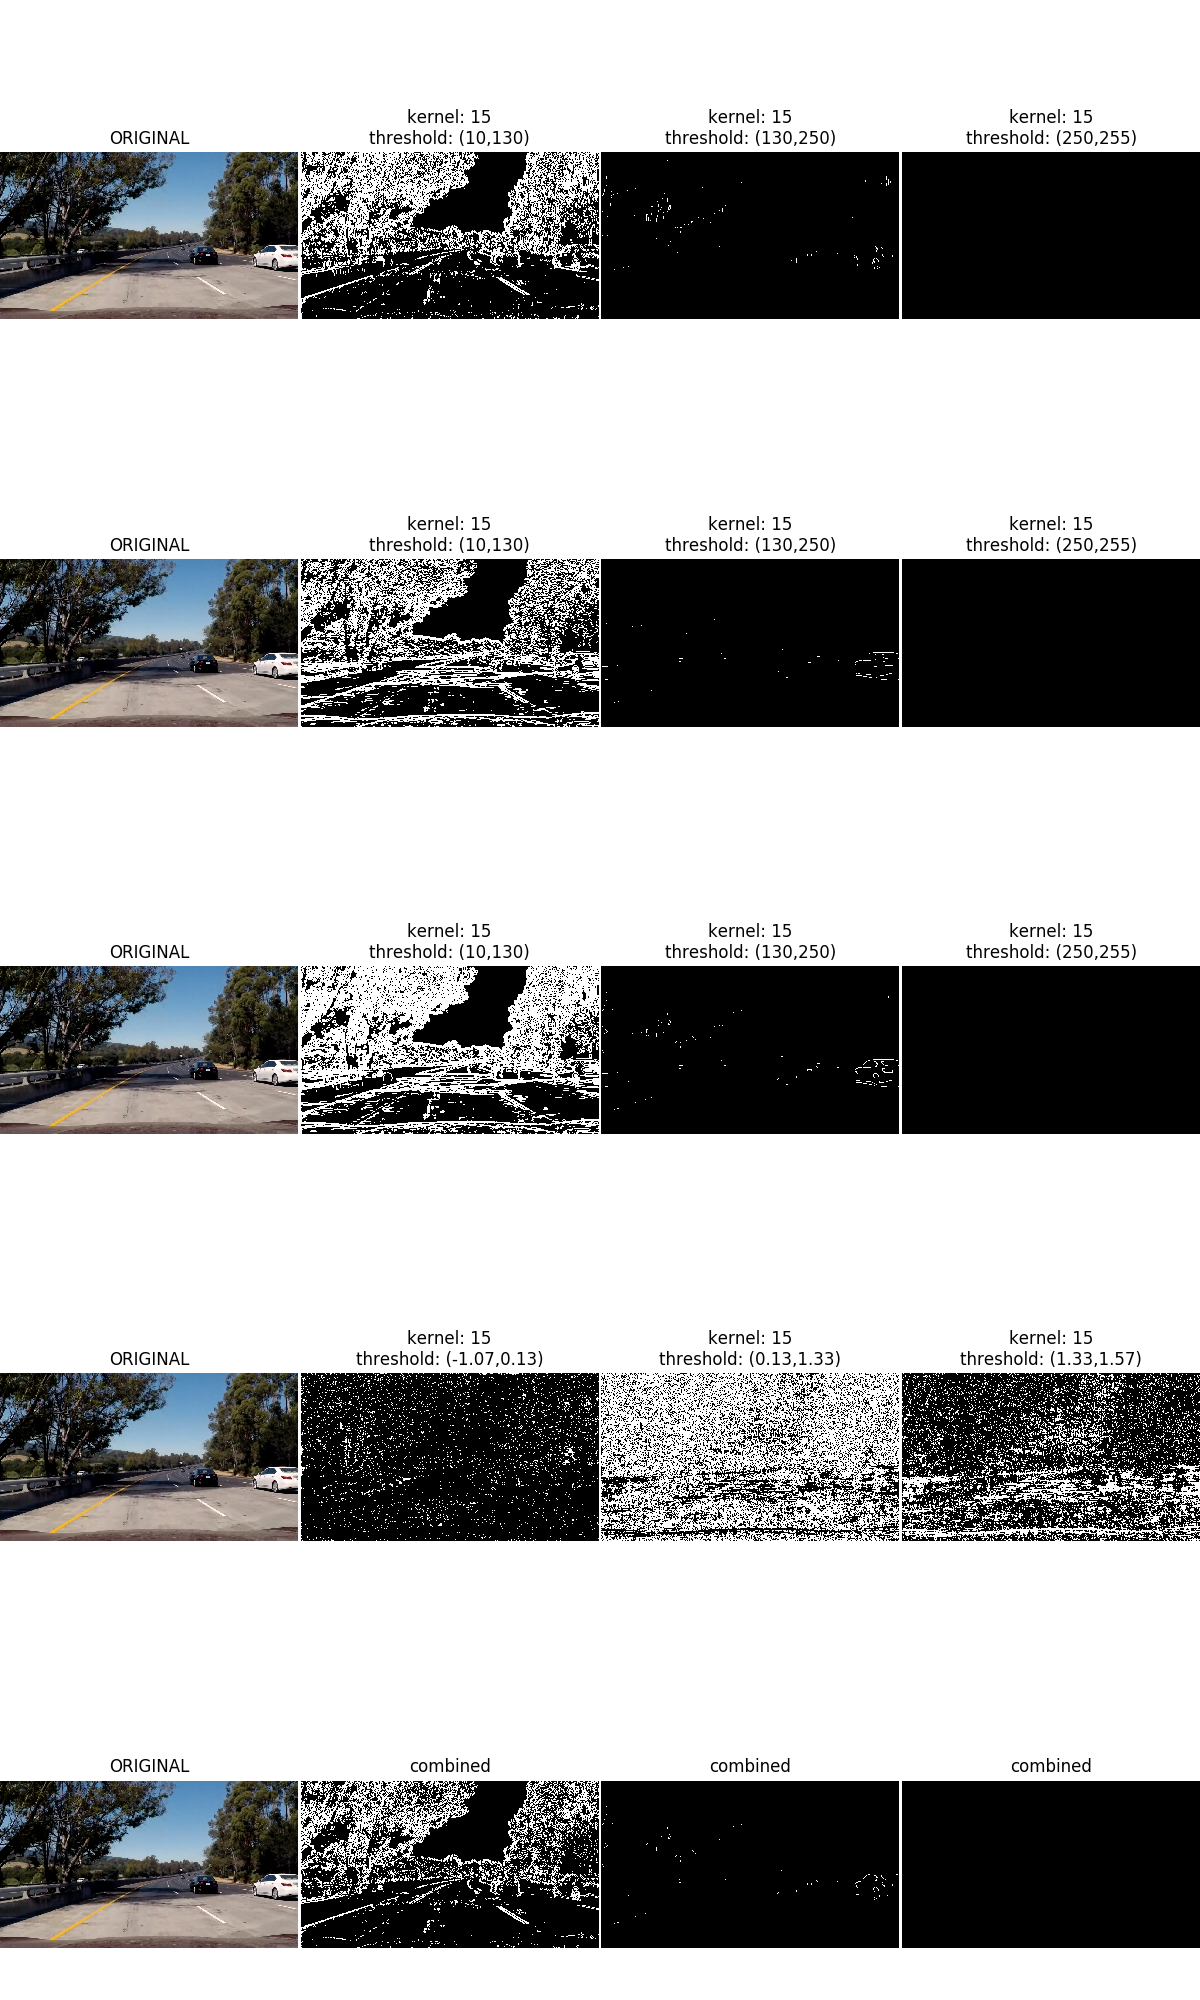 ORIGINAL
kernel: 15
threshold: (10,130)
kernel: 15
threshold: (130,250)
kernel: 15
threshold: (250,255)
ORIGINAL
kernel: 15
threshold: (10,130)
kernel: 15
threshold: (130,250)
kernel: 15
threshold: (250,255)
ORIGINAL
kernel: 15
threshold: (10,130)
kernel: 15
threshold: (130,250)
kernel: 15
threshold: (250,255)
ORIGINAL
kernel: 15
threshold: (-1.07,0.13)
kernel: 15
threshold: (0.13,1.33)
kernel: 15
threshold: (1.33,1.57)
ORIGINAL
combined
combined
combined